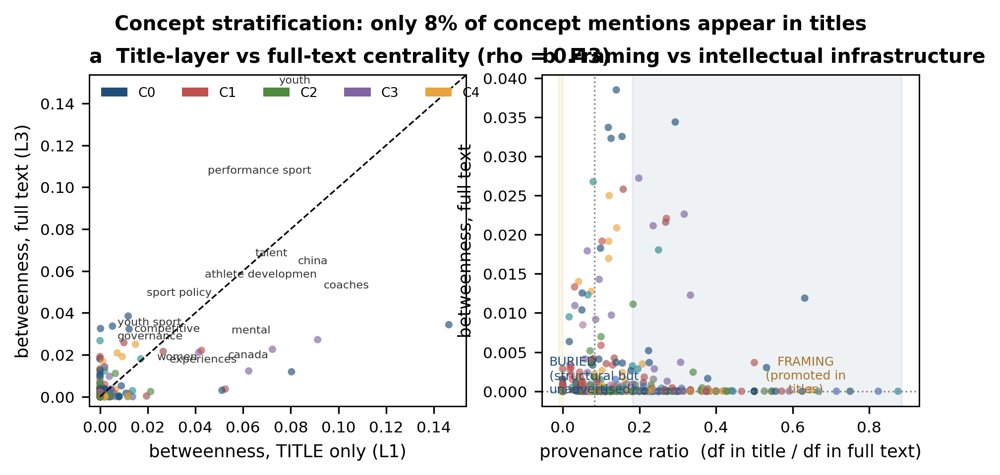 Concept stratification: only 8% of concept mentions appear in titles
a Title-layer vs full-text centrality (rho = 0.43)
b Framing vs intellectual infrastructure
youth
C0 C1 C2 C3 C4
performance sport
talent
china
athlete developmen
coaches
sport policy
youth sport
competitive
mental
governance
women
experiences
canada
0.14
0.12
0.10
0.08
0.06
0.04
0.02
0.00
0.00 0.02 0.04 0.06 0.08 0.10 0.12 0.14
betweenness, full text (L3)
betweenness, TITLE only (L1)
0.040
0.035
0.030
0.025
0.020
0.015
0.010
0.005
0.000
betweenness, full text
BURIED
(structural but
unadvertised)
FRAMING
(promoted in
titles)
0.0 0.2 0.4 0.6 0.8
provenance ratio (df in title / df in full text)